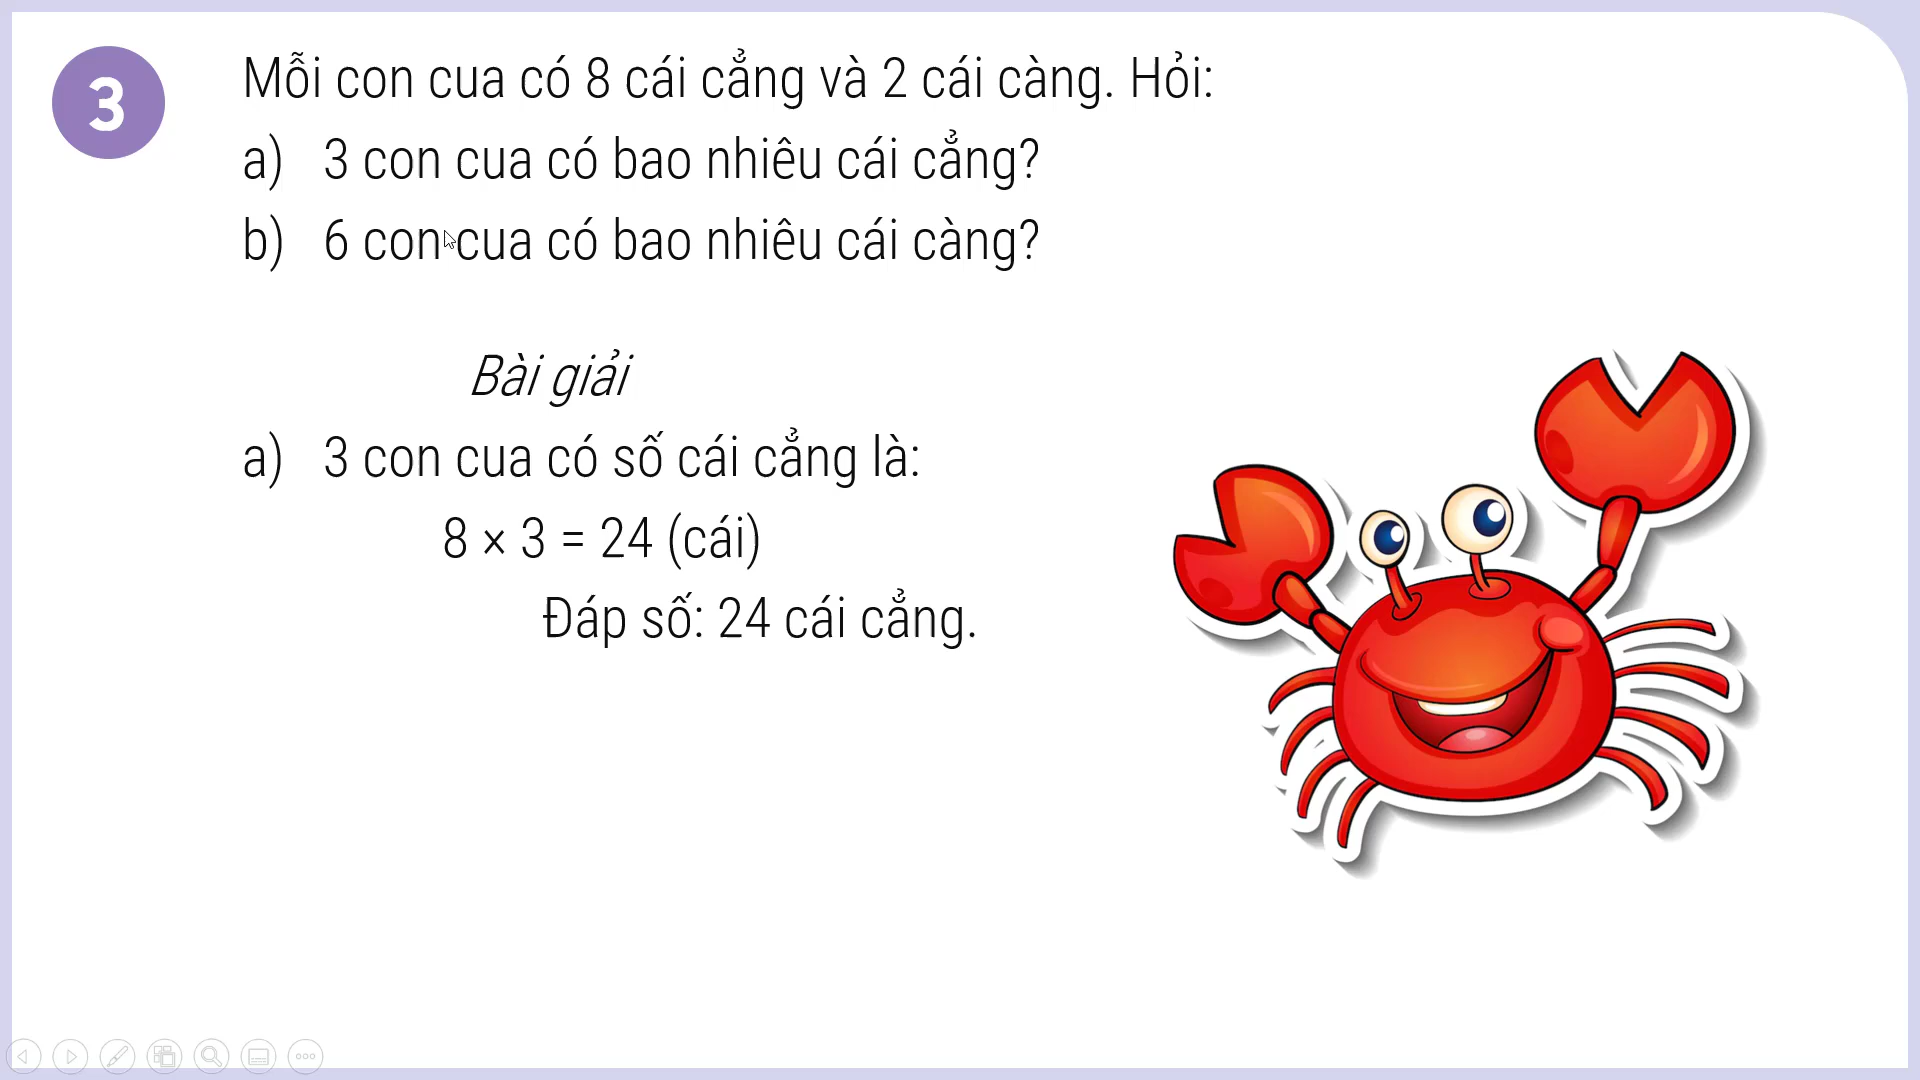 3
Mỗi con cua có 8 cái cẳng và 2 cái càng. Hỏi:
a) 3 con cua có bao nhiêu cái cẳng?
b) 6 con cua có bao nhiêu cái càng?
Bài giải
a) 3 con cua có số cái cẳng là:
8 × 3 = 24 (cái)
Đáp số: 24 cái cẳng.